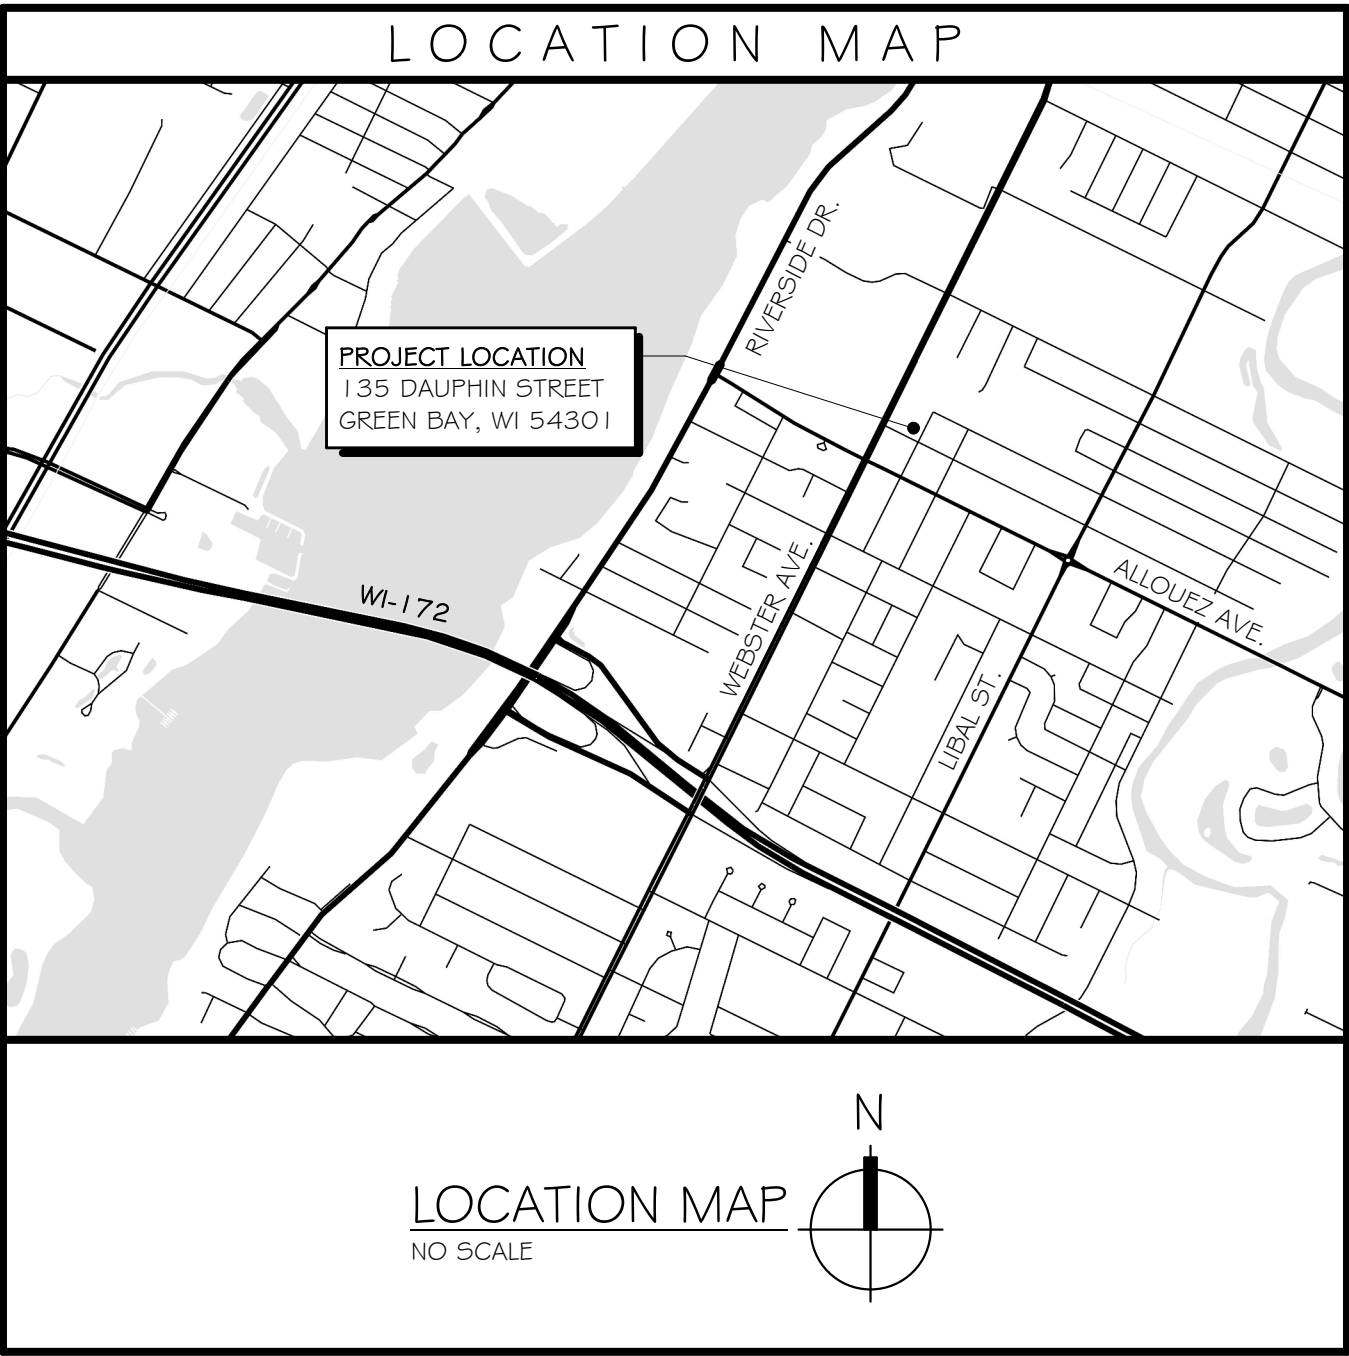 LOCATION MAP
RIVERSIDE DR.
PROJECT LOCATION
135 DAUPHIN STREET
GREEN BAY, WI 54301
WI-172
WEBSTER AVE.
ALLOUEZ AVE.
LIBAL ST.
N
LOCATION MAP
NO SCALE